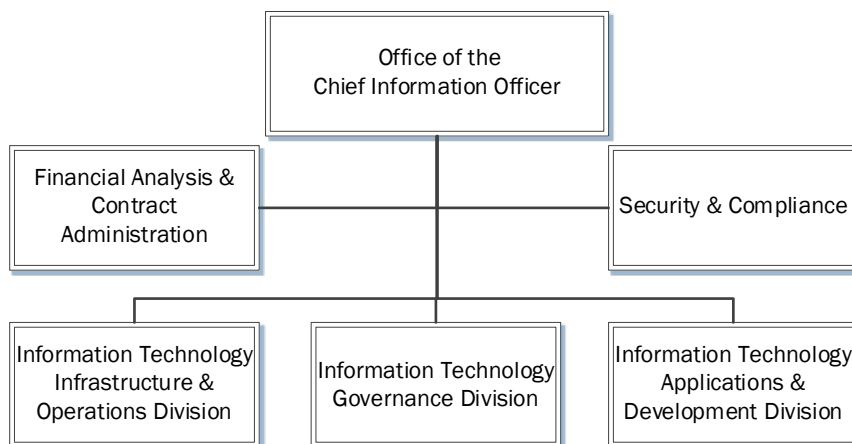 Office of the
Chief Information Officer
Financial Analysis &
Contract
Administration
Security & Compliance
Information Technology
Infrastructure &
Operations Division
Information Technology
Governance Division
Information Technology
Applications &
Development Division